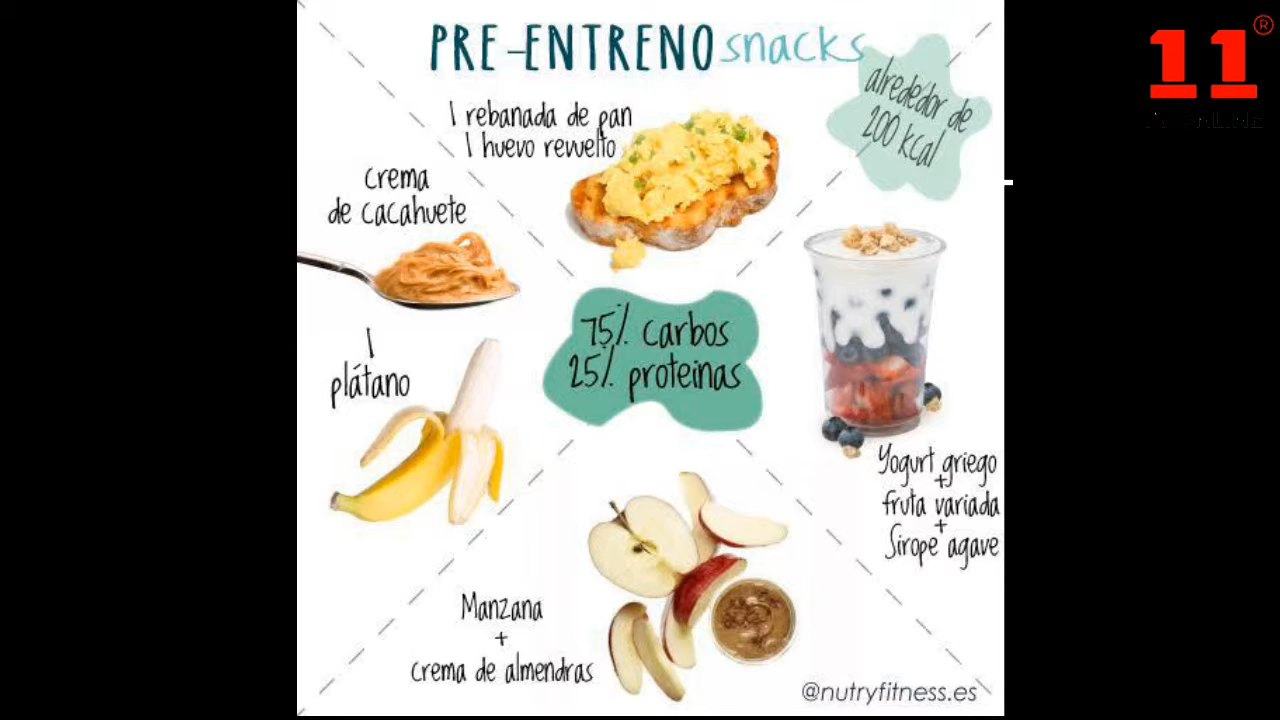 PRE-ENTRENO snacks
alrededor de
200 kcal
1 rebanada de pan
1 huevo revuelto
crema
de cacahuete
1
plátano
75% carbos
25% proteinas
Yogurt griego
+
fruta variada
+
Sirope agave
Manzana
+
crema de almendras
@nutryfitness.es
11®